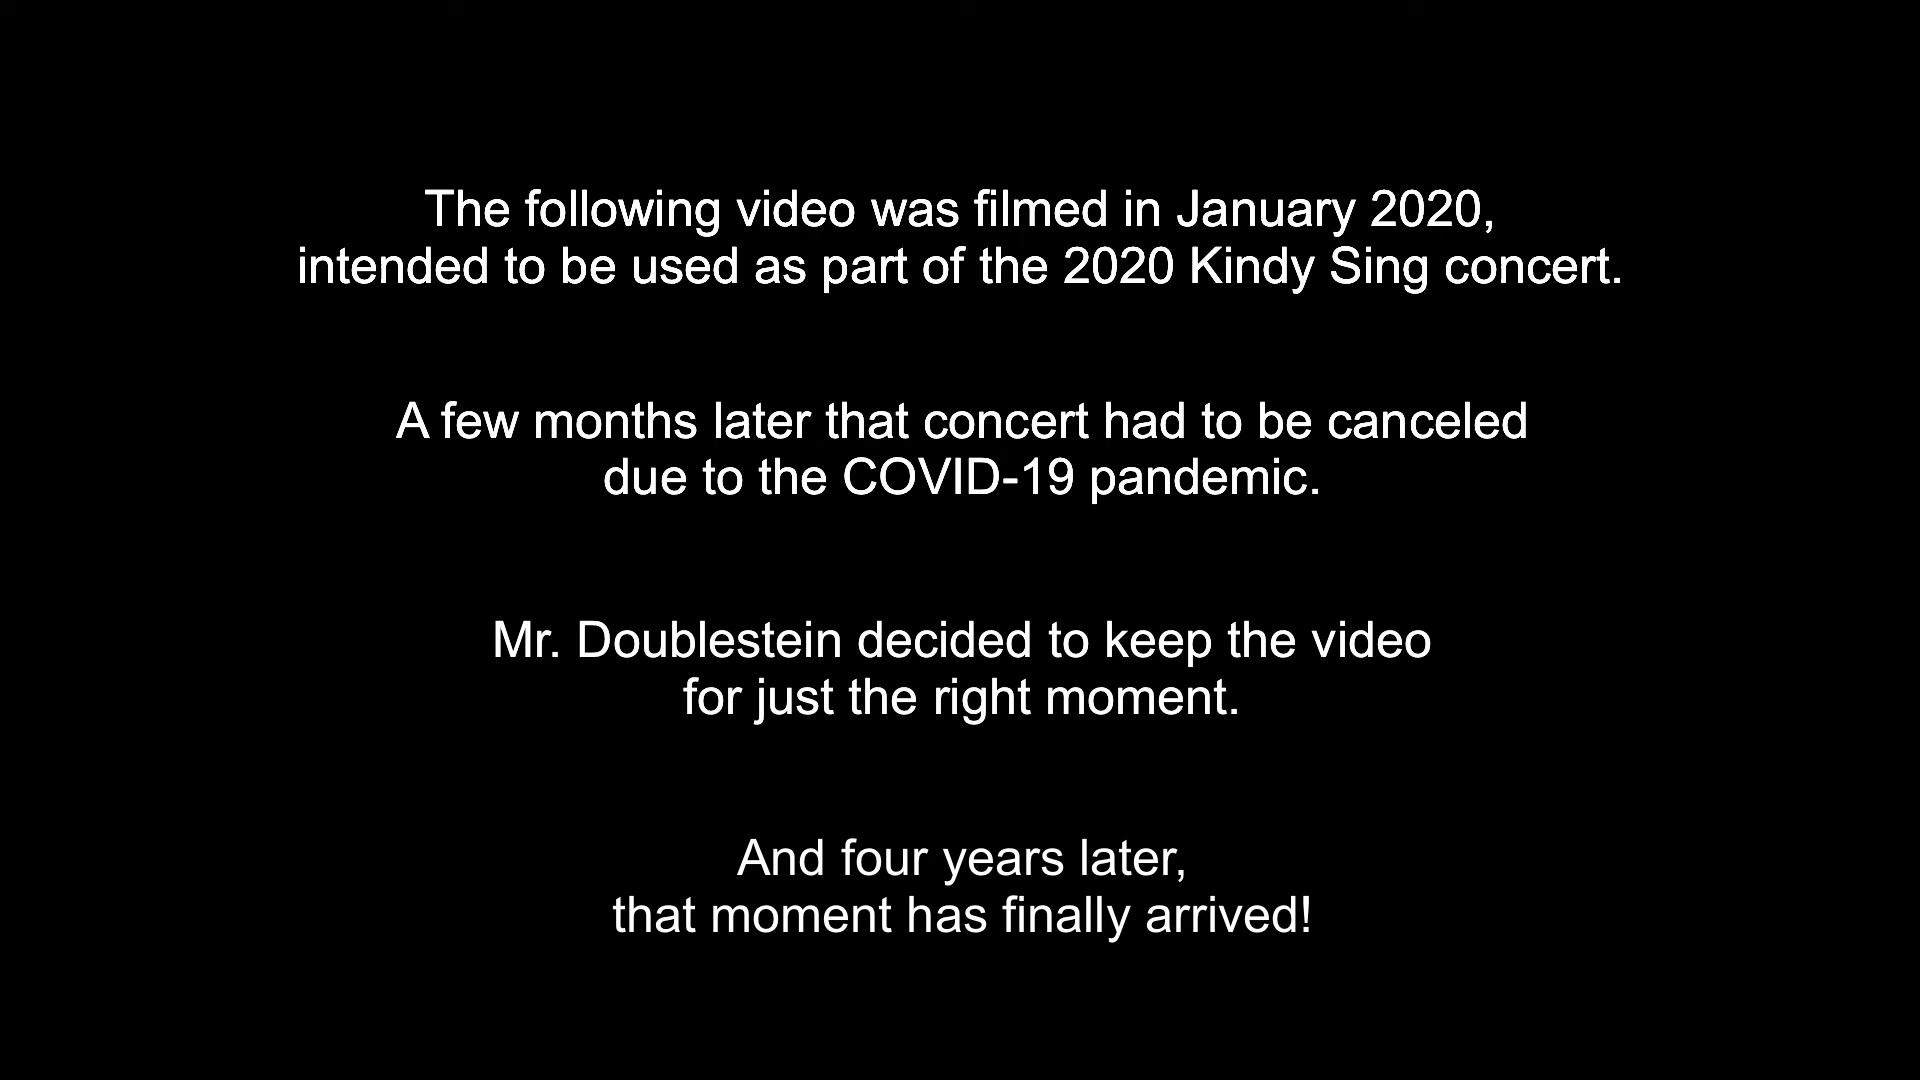 The following video was filmed in January 2020,
intended to be used as part of the 2020 Kindy Sing concert.
A few months later that concert had to be canceled
due to the COVID-19 pandemic.
Mr. Doublestein decided to keep the video
for just the right moment.
And four years later,
that moment has finally arrived!